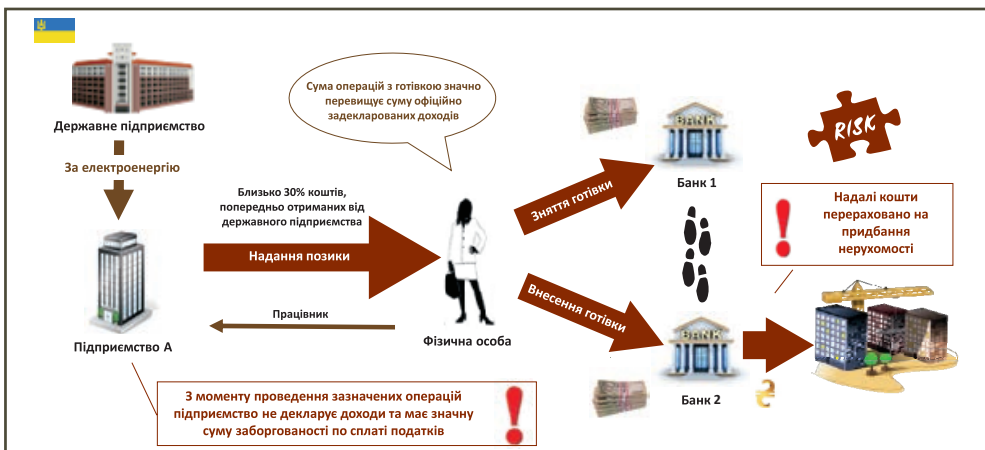 Сума операцій з готівкою значно
перевищує суму офіційно
задекларованих доходів
Державне підприємство
За електроенергію
Близько 30% коштів,
попередньо отриманих від
державного підприємства
Надання позики
Працівник
Підприємство А
Фізична особа
Зняття готівки
Внесення готівки
BANK
Банк 1
BANK
Банк 2
RISK
Надалі кошти
перераховано на
придбання
нерухомості
З моменту проведення зазначених операцій
підприємство не декларує доходи та має значну
суму заборгованості по сплаті податків